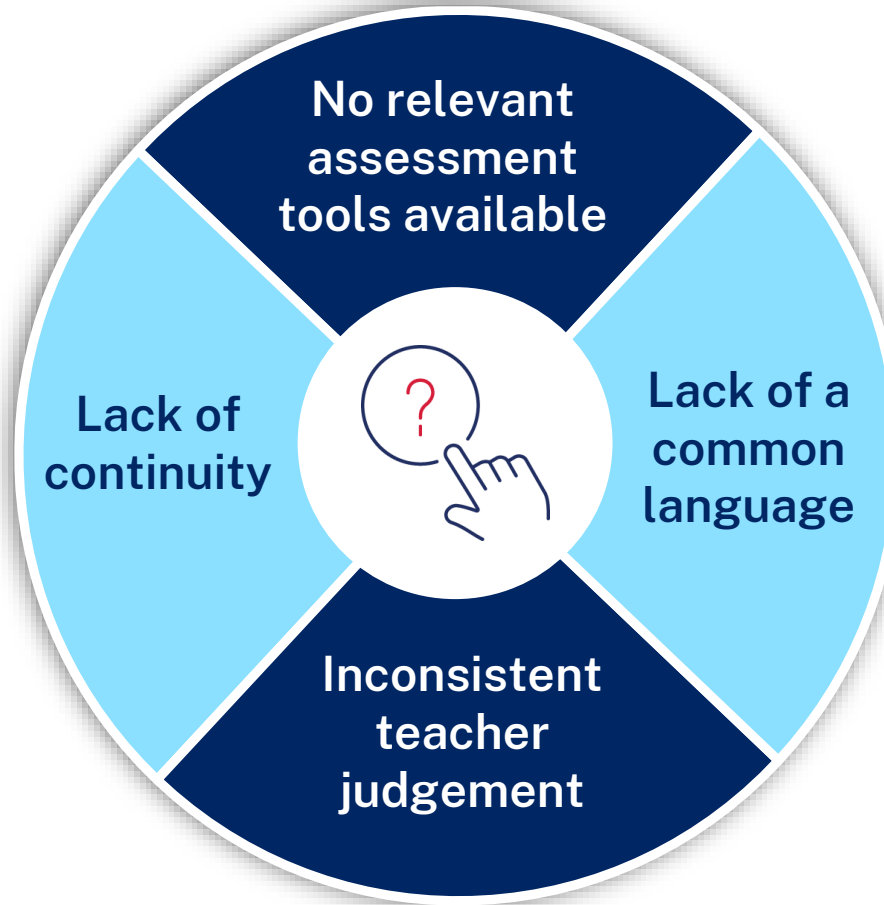 No relevant
assessment
tools available
Lack of
continuity
Lack of a
common
language
Inconsistent
teacher
judgement
?